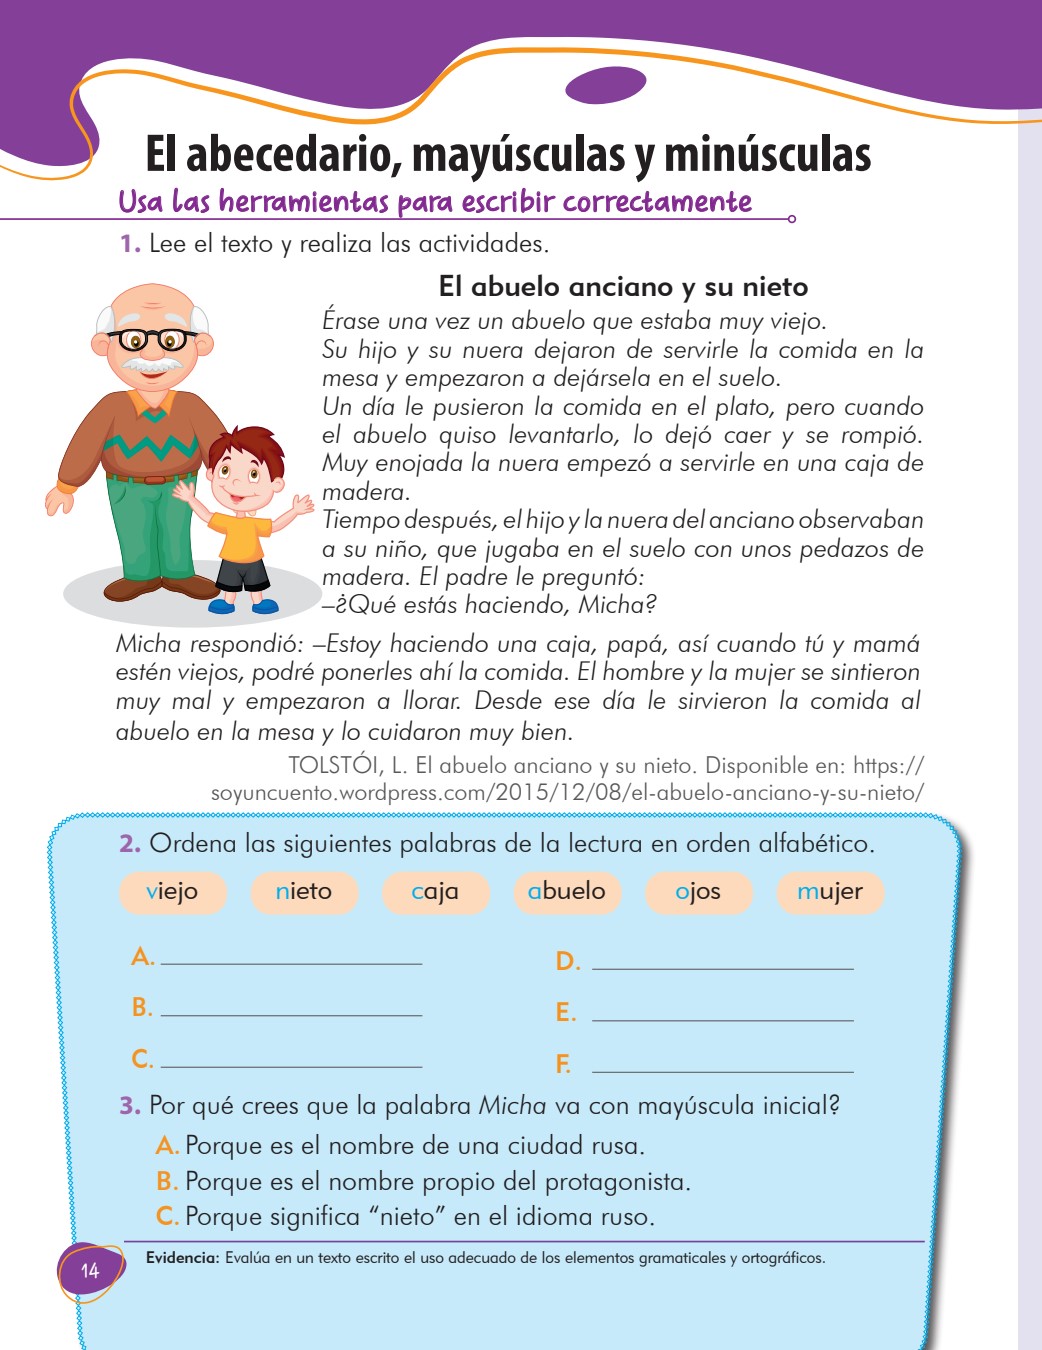 El abecedario, mayúsculas y minúsculas
Usa las herramientas para escribir correctamente
1. Lee el texto y realiza las actividades.
El abuelo anciano y su nieto
Érase una vez un abuelo que estaba muy viejo.
Su hijo y su nuera dejaron de servirle la comida en la
mesa y empezaron a dejársela en el suelo.
Un día le pusieron la comida en el plato, pero cuando
el abuelo quiso levantarlo, lo dejó caer y se rompió.
Muy enojada la nuera empezó a servirle en una caja de
madera.
Tiempo después, el hijo y la nuera del anciano observaban
a su niño, que jugaba en el suelo con unos pedazos de
madera. El padre le preguntó:
–¿Qué estás haciendo, Micha?
Micha respondió: –Estoy haciendo una caja, papá, así cuando tú y mamá
estén viejos, podré ponerles ahí la comida. El hombre y la mujer se sintieron
muy mal y empezaron a llorar. Desde ese día le sirvieron la comida al
abuelo en la mesa y lo cuidaron muy bien.
TOLSTÓI, L. El abuelo anciano y su nieto. Disponible en: https://
soyuncuento.wordpress.com/2015/12/08/el-abuelo-anciano-y-su-nieto/
2. Ordena las siguientes palabras de la lectura en orden alfabético.
viejo nieto caja abuelo ojos mujer
A.
B.
C.
D.
E.
F.
3. Por qué crees que la palabra Micha va con mayúscula inicial?
A. Porque es el nombre de una ciudad rusa.
B. Porque es el nombre propio del protagonista.
C. Porque significa “nieto” en el idioma ruso.
Evidencia: Evalúa en un texto escrito el uso adecuado de los elementos gramaticales y ortográficos.
14